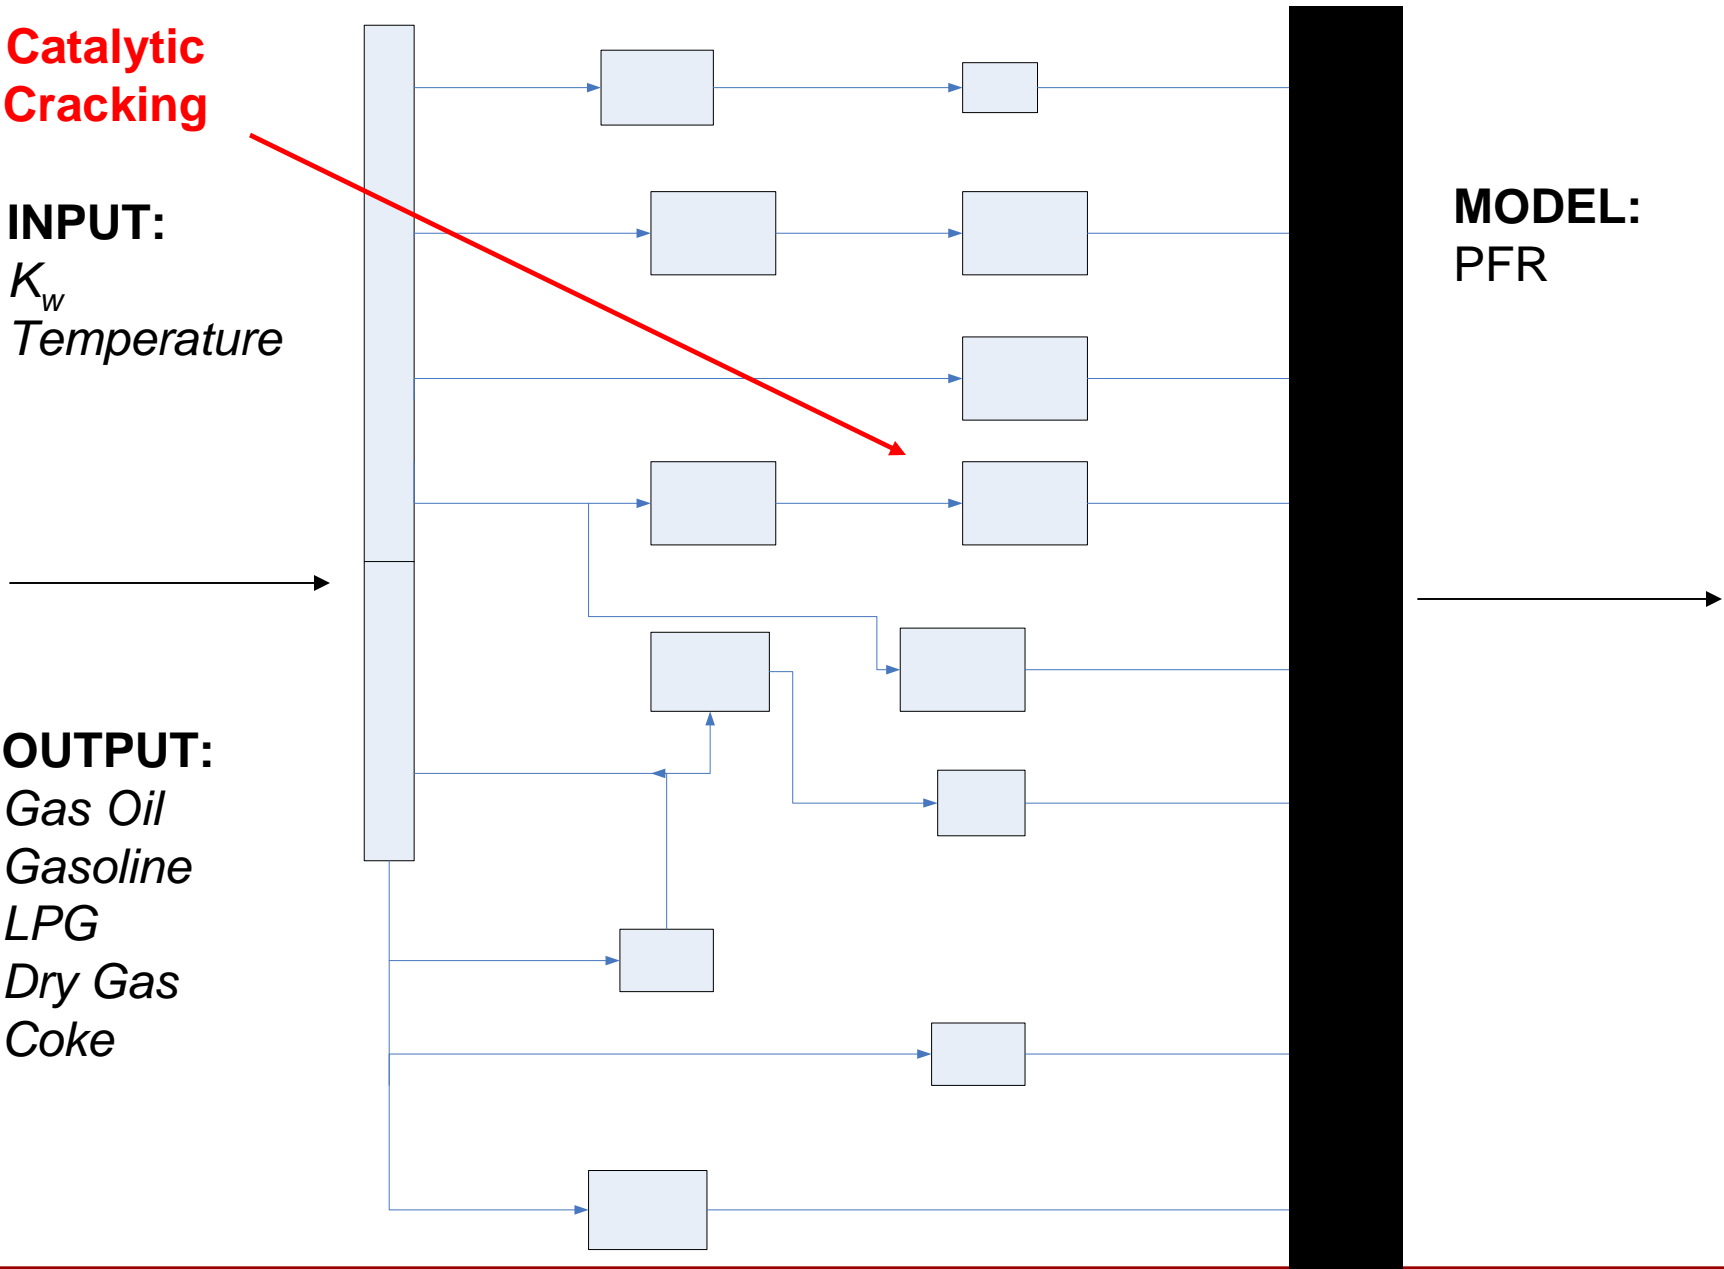 Catalytic
Cracking
INPUT:
Kw
Temperature
OUTPUT:
Gas Oil
Gasoline
LPG
Dry Gas
Coke
MODEL:
PFR